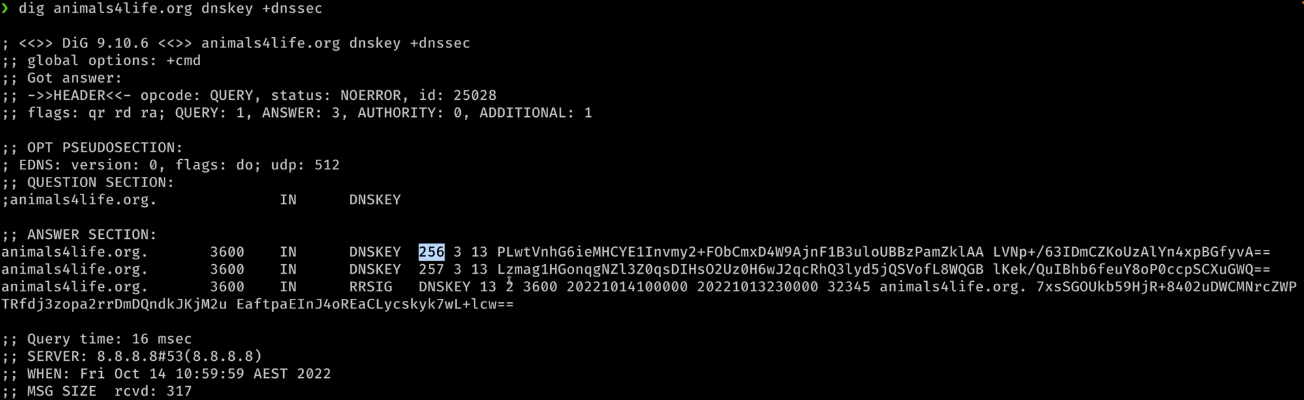 ❯ dig animals4life.org dnskey +dnssec
; <<>> DiG 9.10.6 <<>> animals4life.org dnskey +dnssec
;; global options: +cmd
;; Got answer:
;; ->>HEADER<<- opcode: QUERY, status: NOERROR, id: 25028
;; flags: qr rd ra; QUERY: 1, ANSWER: 3, AUTHORITY: 0, ADDITIONAL: 1
;; OPT PSEUDOSECTION:
; EDNS: version: 0, flags: do; udp: 512
;; QUESTION SECTION:
;animals4life.org. IN DNSKEY
;; ANSWER SECTION:
animals4life.org. 3600 IN DNSKEY 256 3 13 PLwtVnhG6ieMHCYE1Invmy2+FObCmxD4W9AjnF1B3uloUBBzPamZklAA LVNp+/63IDmCZKoUzAlYn4xpBGfyvA==
animals4life.org. 3600 IN DNSKEY 257 3 13 Lzmag1HGonqgNZl3Z0qsDIHsO2Uz0H6wJ2qcRhQ3lyd5jQSVofL8WQGB lKek/QuIBhb6feuY8oP0ccpSCXuGWQ==
animals4life.org. 3600 IN RRSIG DNSKEY 13 2 3600 20221014100000 20221013230000 32345 animals4life.org. 7xsSGOUkb59HjR+8402uDWCMNrcZWP
TRfdj3zopa2rrDmDQndkJKjM2u EaftpaEInJ4oREaCLycskyk7wL+lcw==
;; Query time: 16 msec
;; SERVER: 8.8.8.8#53(8.8.8.8)
;; WHEN: Fri Oct 14 10:59:59 AEST 2022
;; MSG SIZE rcvd: 317